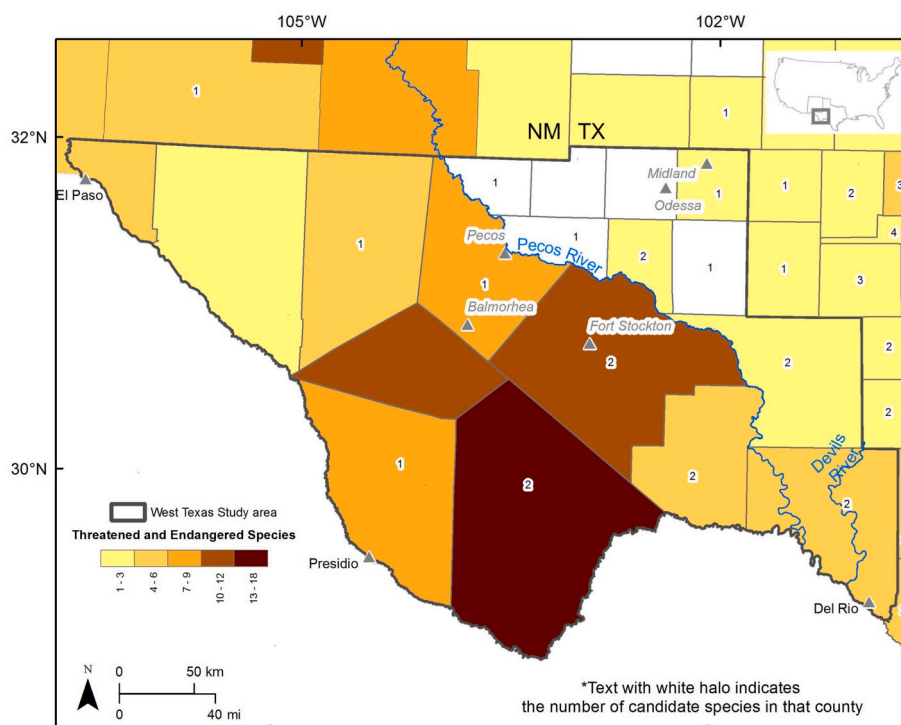 105°W
102°W
1
1
32°N
NM TX
1
Midland
1
1
2
3
El Paso
Odessa
4
1
Pecos
Pecos River
1
2
1
1
3
1
Balmorhea
Fort Stockton
2
2
2
2
30°N
1
2
2
Devils
River
2
West Texas Study area
Threatened and Endangered Species
1 - 3
4 - 6
7 - 9
10 - 12
13 - 18
Presidio
Del Rio
N
0 50 km
0 40 mi
*Text with white halo indicates
the number of candidate species in that county